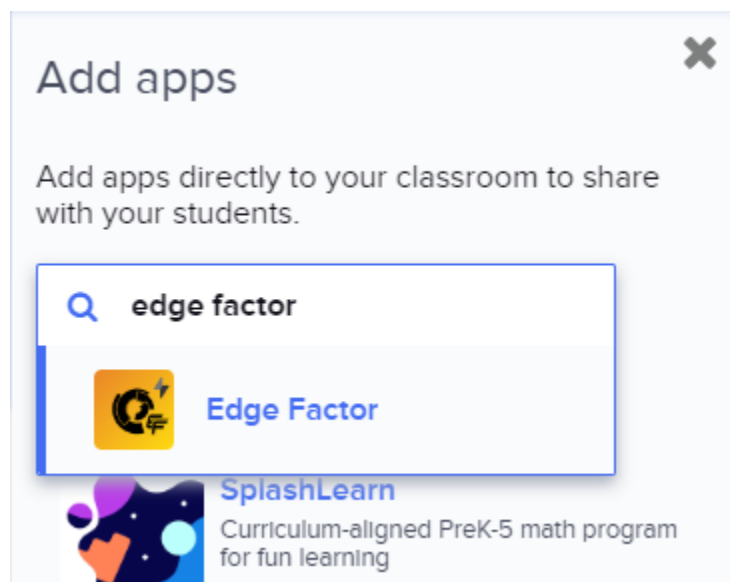 Add apps
Add apps directly to your classroom to share
with your students.
edge factor
EF
Edge Factor
SplashLearn
Curriculum-aligned PreK-5 math program
for fun learning